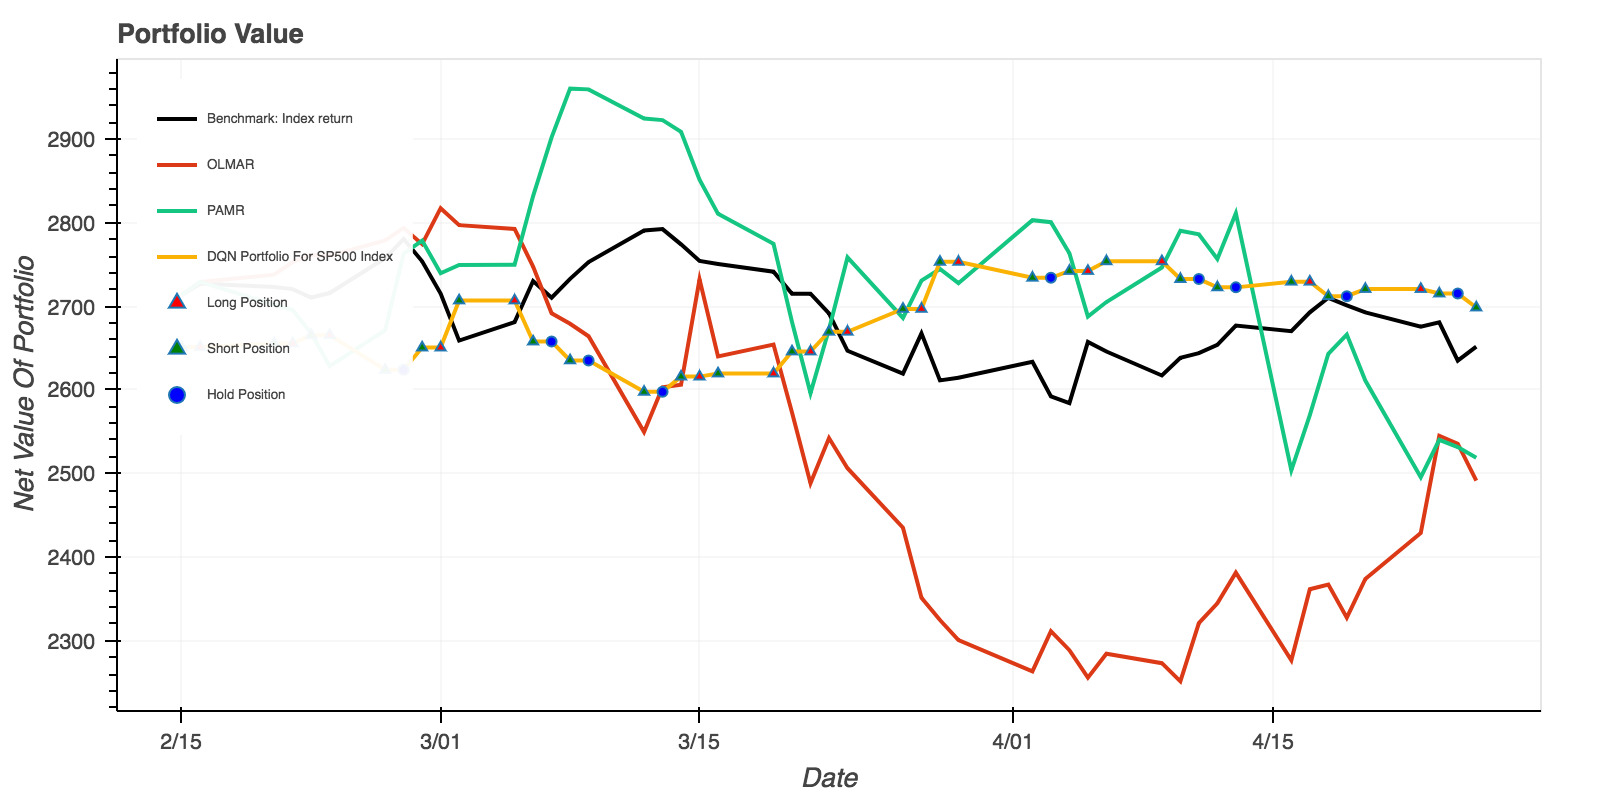 Portfolio Value
Net Value Of Portfolio
2900
2800
2700
2600
2500
2400
2300
Benchmark: Index return
OLMAR
PAMR
DQN Portfolio For SP500 Index
Long Position
Short Position
Hold Position
2/15
3/01
3/15
4/01
4/15
Date